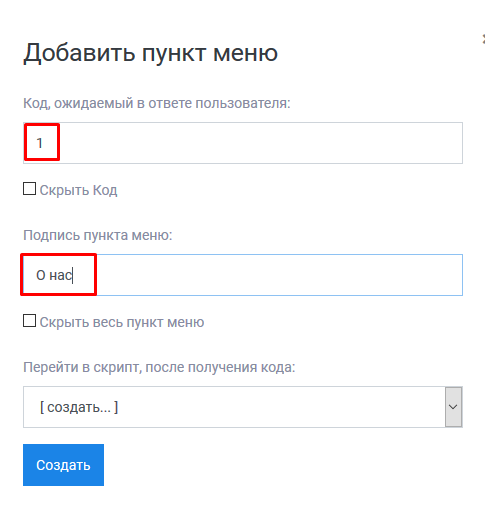 Добавить пункт меню
Код, ожидаемый в ответе пользователя:
1
Скрыть Код
Подпись пункта меню:
О нас
Скрыть весь пункт меню
Перейти в скрипт, после получения кода:
[ создать... ]
Создать